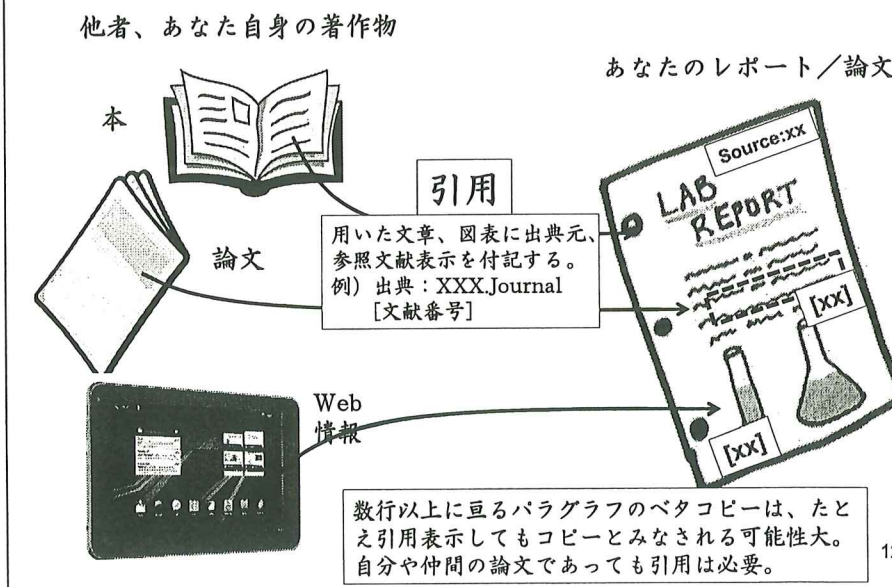 他者、あなた自身の著作物
あなたのレポート／論文
本
Source:xx
引用
LAB
REPORT
用いた文章、図表に出典元、
参照文献表示を付記する。
例）出典：XXX.Journal
[文献番号]
論文
[xx]
Web
情報
[xx]
数行以上に亘るパラグラフのベタコピーは、たと
え引用表示してもコピーとみなされる可能性大。
自分や仲間の論文であっても引用は必要。